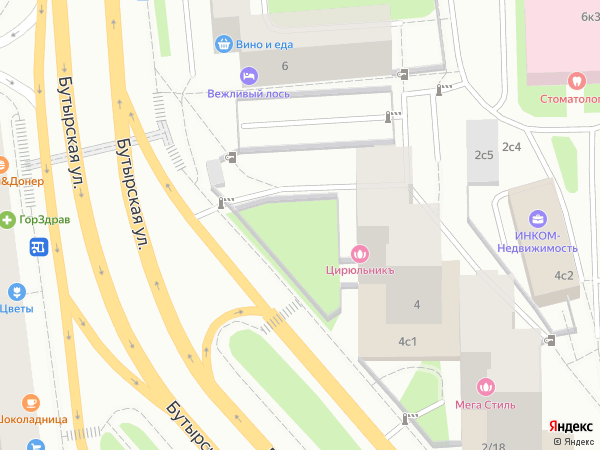 6к3
Вино и еда
6
Стоматолог
Вежливый лось
Бутырская ул.
Бутырская ул.
2с5
2с4
&Донер
ГорЗдрав
ИНКОМ-
Недвижимость
Цирюльникъ
4с2
Цветы
4
4с1
Мега Стиль
Шоколадница
Бутырс
2/18
Яндекс
© Яндекс